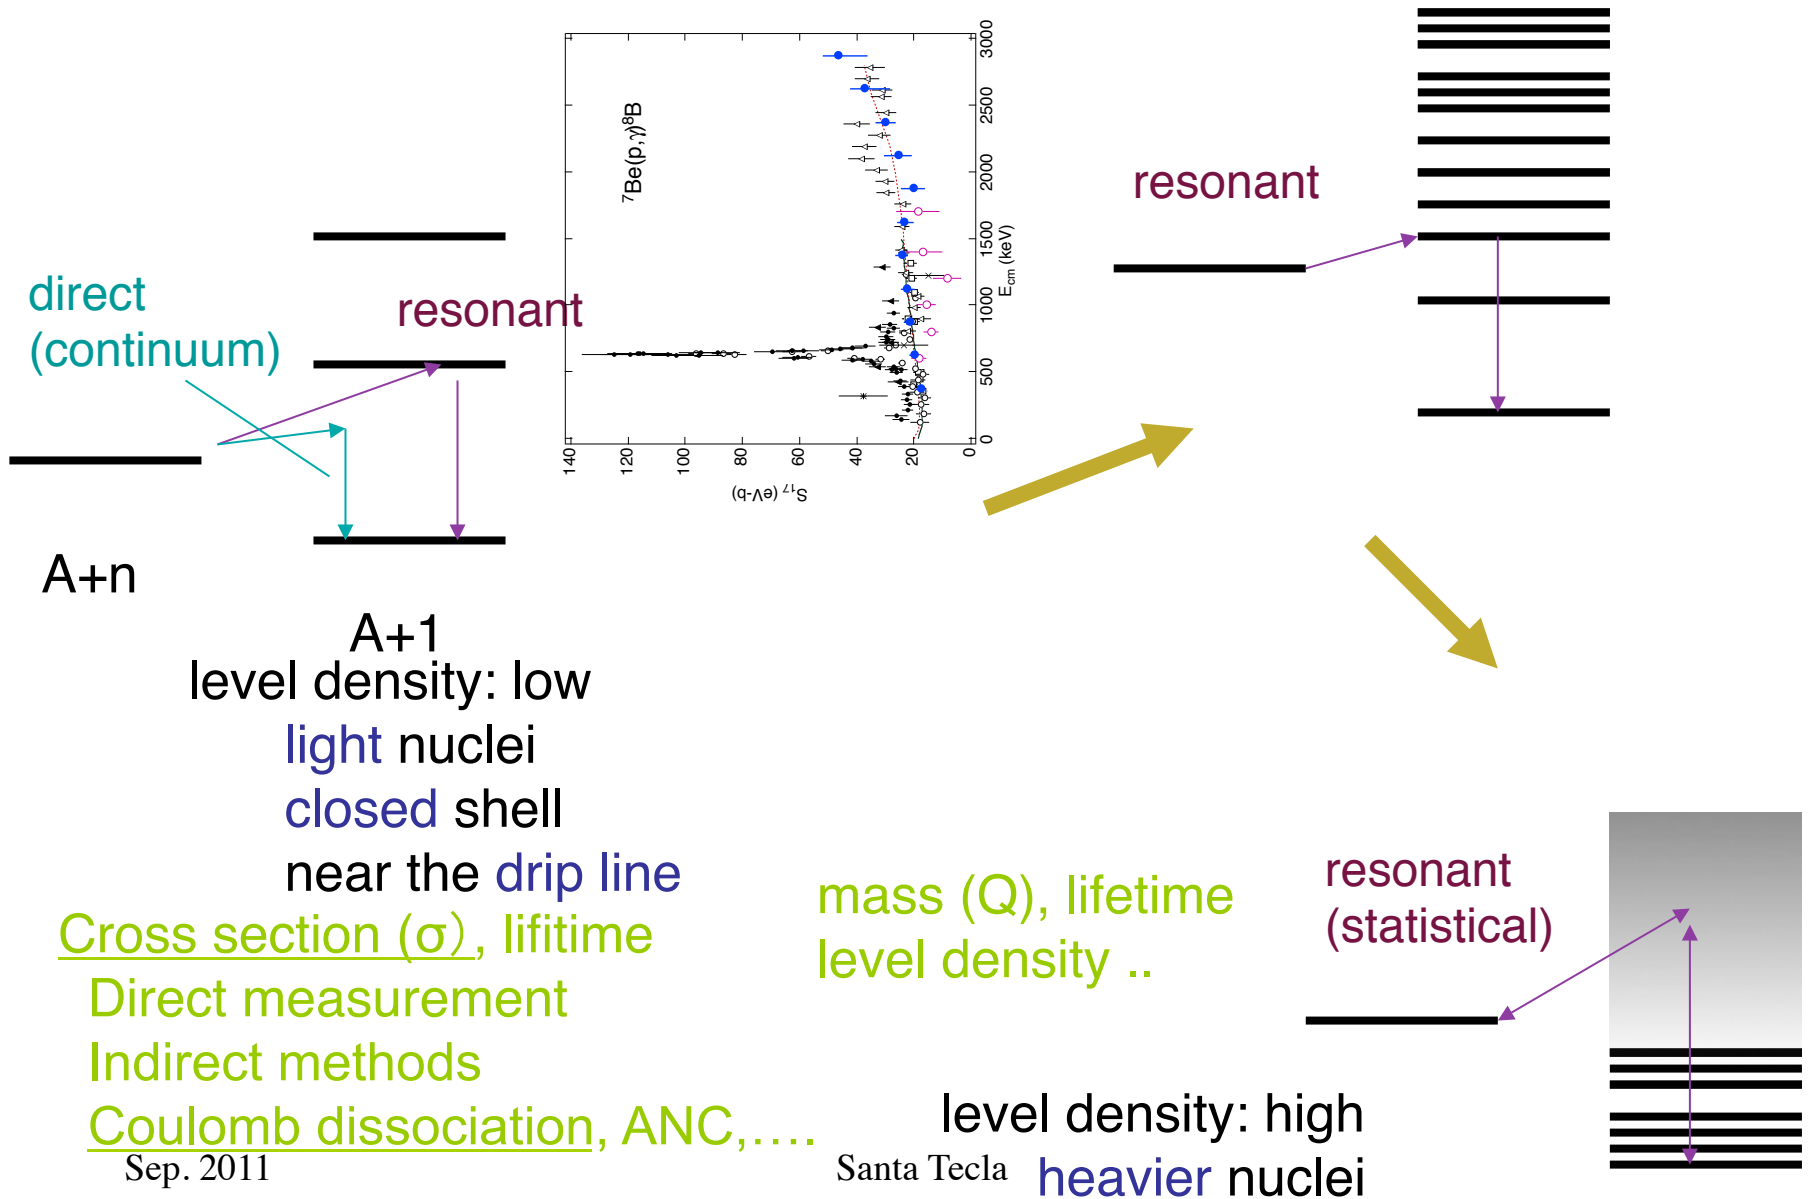 direct
(continuum)
resonant
A+n
A+1
⁷Be(p,γ)⁸B
S₁₇ (eV-b)
140
120
100
80
60
40
20
0
E_cm (keV)
0
500
1000
1500
2000
2500
3000
resonant
level density: low
light nuclei
closed shell
near the drip line
Cross section (σ）, lifitime
Direct measurement
Indirect methods
Coulomb dissociation, ANC,….
mass (Q), lifetime
level density ..
resonant
(statistical)
level density: high
heavier nuclei
Sep. 2011
Santa Tecla